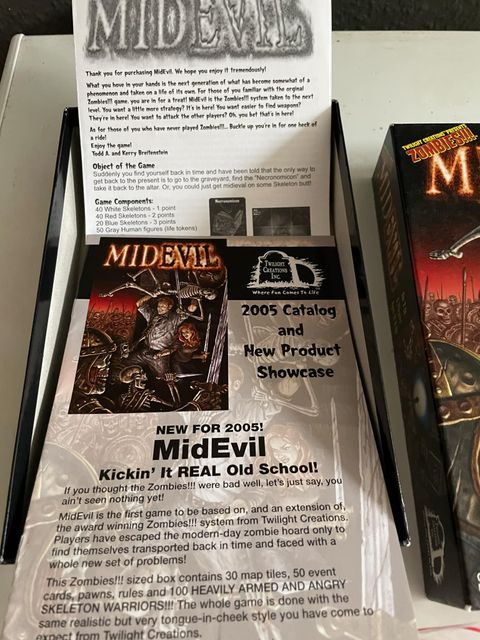 MIDEVIL
Thank you for purchasing MidEvil. We hope you enjoy it tremendously!
What you have in your hands is the next generation of what has become somewhat of a
phenomenon and taken on a life of its own. For those of you familiar with the orginal
Zombies!!! game, you are in for a treat! MidEvil is the Zombies!!! system taken to the next
level. You want a little more strategy? It's in here! You want easier to find weapons?
They're in here! You want to attack the other players? Oh, you bet that's in here!
As for those of you who have never played Zombies!!!... Buckle up you're in for one heck of
a ride!
Enjoy the game!
Todd A. and Kerry Breitenstein
Object of the Game
Suddenly you find yourself back in time and have been told that the only way
to get back to the present is to go to the graveyard, find the "Necronomicon" and
take it back to the altar. Or, you could just get midieval on some Skeleton butt!
Game Components:
40 White Skeletons - 1 point
40 Red Skeletons - 2 points
20 Blue Skeletons - 3 points
50 Gray Human figures (life tokens)
Necronomicon
MIDEVIL
TWILIGHT
CREATIONS
INC.
Where Fun Comes To Life
2005 Catalog
and
New Product
Showcase
NEW FOR 2005!
MidEvil
Kickin' It REAL Old School!
If you thought the Zombies!!! were bad well, let's just say, you
ain't seen nothing yet!
MidEvil is the first game to be based on, and an extension of,
the award winning Zombies!!! system from Twilight Creations.
Players have escaped the modern-day zombie hoard only to
find themselves transported back in time and faced with a
whole new set of problems!
This Zombies!!! sized box contains 30 map tiles, 50 event
cards, pawns, rules and 100 HEAVILY ARMED AND ANGRY
SKELETON WARRIORS!!! The whole game is done with the
same realistic but very tongue-in-cheek style you have come to
expect from Twilight Creations.
TWILIGHT CREATIONS PRESENTS
ZOMBIES!!!
M